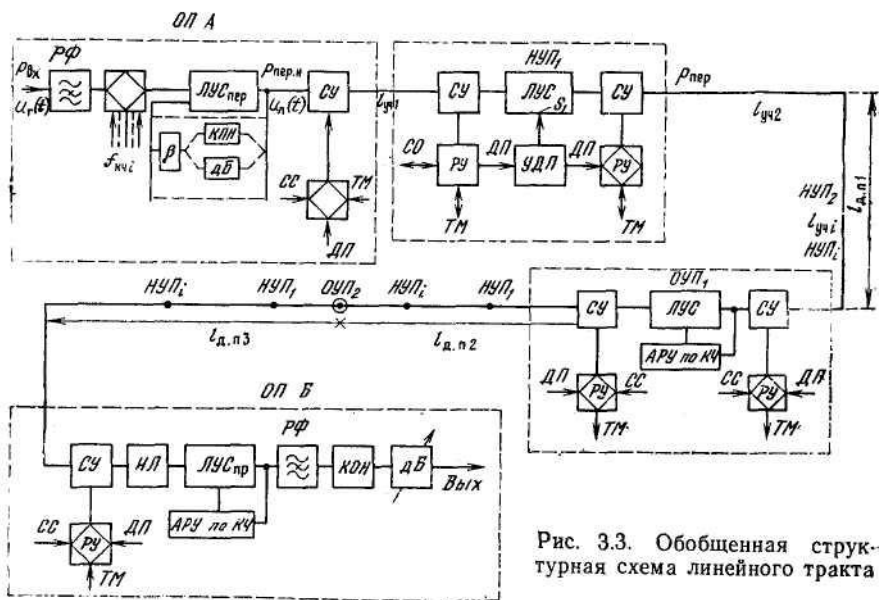 ОП А
РФ
Pвх
Uг(t)
fкчi
ЛУСпер
Pпер.н
Uл(t)
СУ
β
КПН
дБ
СС
ТМ
ДП
lуч1
НУП1
СУ
ЛУС
S1
СУ
СО
РУ
ДП
УДП
ДП
РУ
ТМ
ТМ
Pпер
lуч2
lд.п1
НУП2
lучi
НУПi
НУПi
НУП1
ОУП2
НУПi
НУП1
lд.п3
lд.п2
ОУП1
СУ
ЛУС
СУ
АРУ по КЧ
ДП
РУ
СС
СС
РУ
ДП
ТМ
ТМ
ОП Б
РФ
СУ
ИЛ
ЛУСпр
КОН
дБ
Вых
АРУ по КЧ
СС
РУ
ДП
ТМ
Рис. 3.3. Обобщенная струк-
турная схема линейного тракта